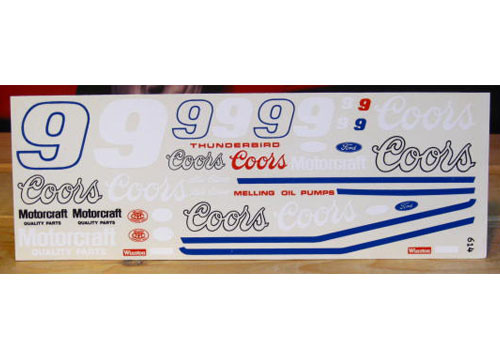 9 9 9 9 9 9 9 Coors
9
THUNDERBIRD
Coors Coors Motorcraft Ford Coors
Coors
MELLING OIL PUMPS
Motorcraft Motorcraft
QUALITY PARTS QUALITY PARTS
Coors Coors Ford
Motorcraft
QUALITY PARTS
Winston Winston
614